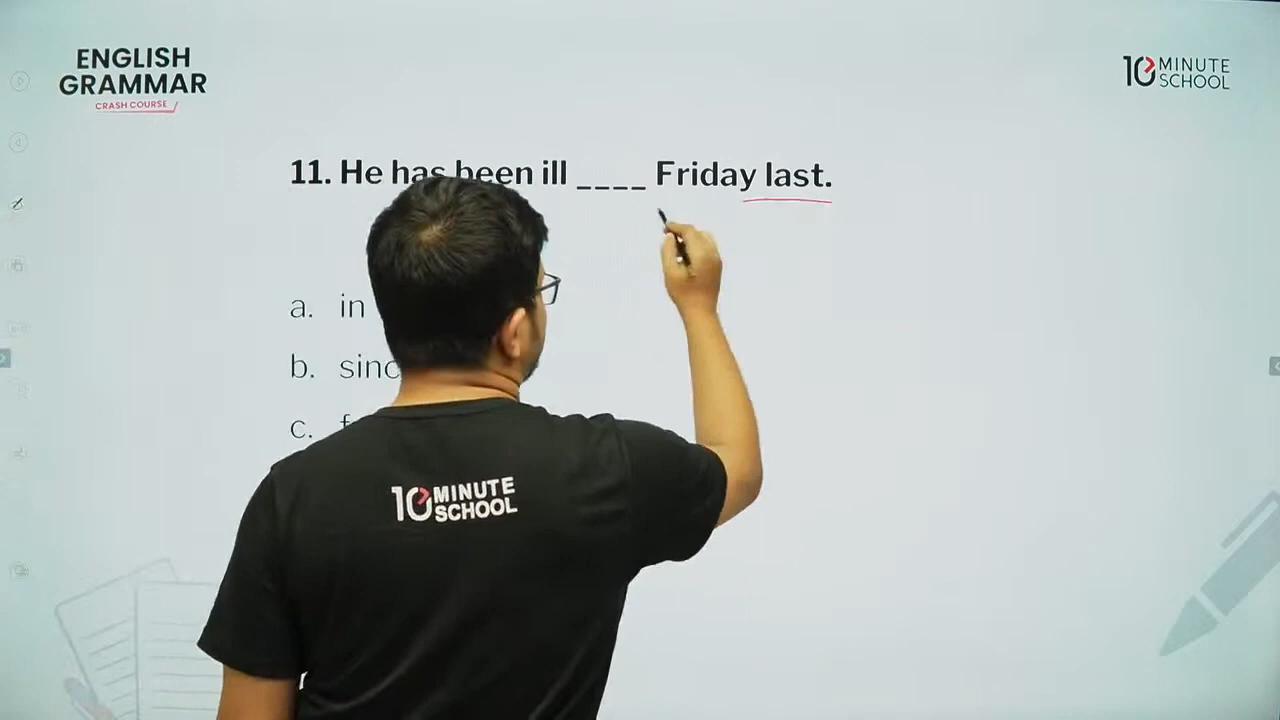 ENGLISH
GRAMMAR
CRASH COURSE
10 MINUTE
SCHOOL
11. He has been ill ____ Friday last.
a. in
b.
c.
10 MINUTE
SCHOOL